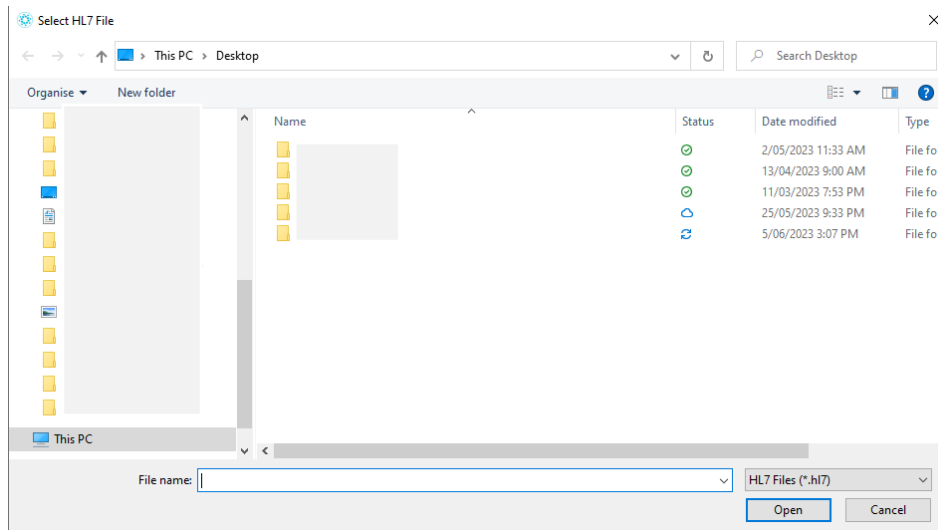 Select HL7 File
This PC > Desktop
Search Desktop
Organise
New folder
Name Status Date modified Type
2/05/2023 11:33 AM File fo
13/04/2023 9:00 AM File fo
11/03/2023 7:53 PM File fo
25/05/2023 9:33 PM File fo
5/06/2023 3:07 PM File fo
This PC
File name:
HL7 Files (*.hl7)
Open
Cancel